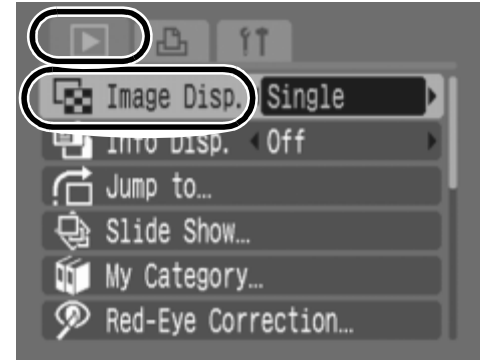 Image Disp. Single
Info Disp. Off
Jump to…
Slide Show…
My Category…
Red-Eye Correction…